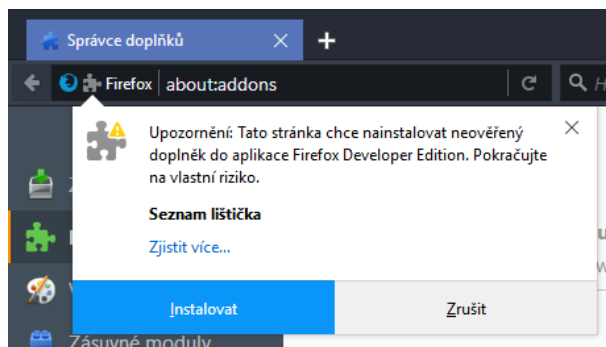 Správce doplňků
Firefox about:addons
Upozornění: Tato stránka chce nainstalovat neověřený
doplněk do aplikace Firefox Developer Edition. Pokračujte
na vlastní riziko.
Seznam lištička
Zjistit více...
Instalovat
Zrušit
Zásuvné moduly